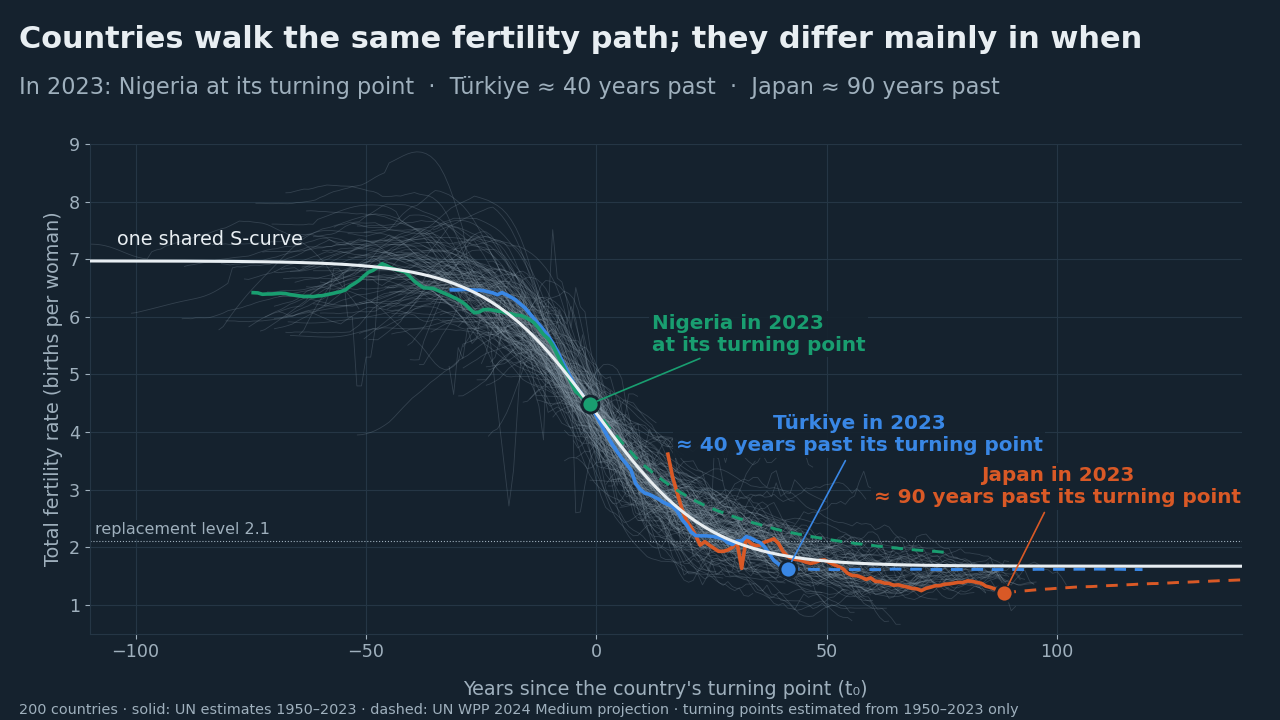 Countries walk the same fertility path; they differ mainly in when
In 2023: Nigeria at its turning point · Türkiye ≈ 40 years past · Japan ≈ 90 years past
Total fertility rate (births per woman)
9
8
7
6
5
4
3
2
1
one shared S-curve
replacement level 2.1
Nigeria in 2023
at its turning point
Türkiye in 2023
≈ 40 years past its turning point
Japan in 2023
≈ 90 years past its turning point
−100
−50
0
50
100
Years since the country's turning point (t₀)
200 countries · solid: UN estimates 1950–2023 · dashed: UN WPP 2024 Medium projection · turning points estimated from 1950–2023 only